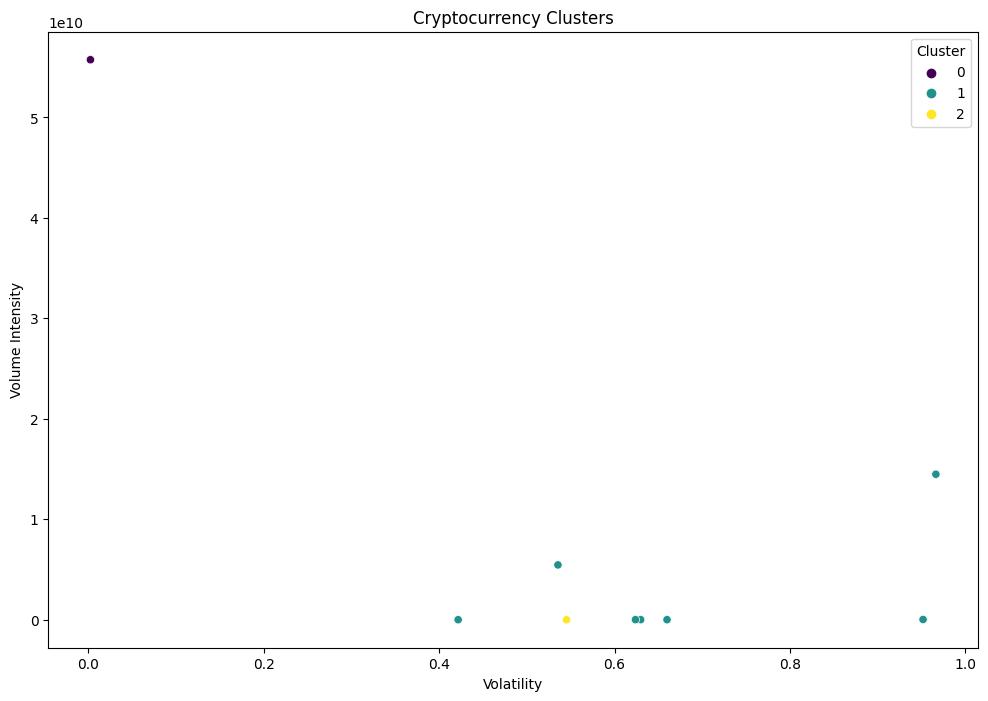 Cryptocurrency Clusters
1e10
Cluster
0
1
2
5
4
3
2
1
0
Volume Intensity
0.0 0.2 0.4 0.6 0.8 1.0
Volatility